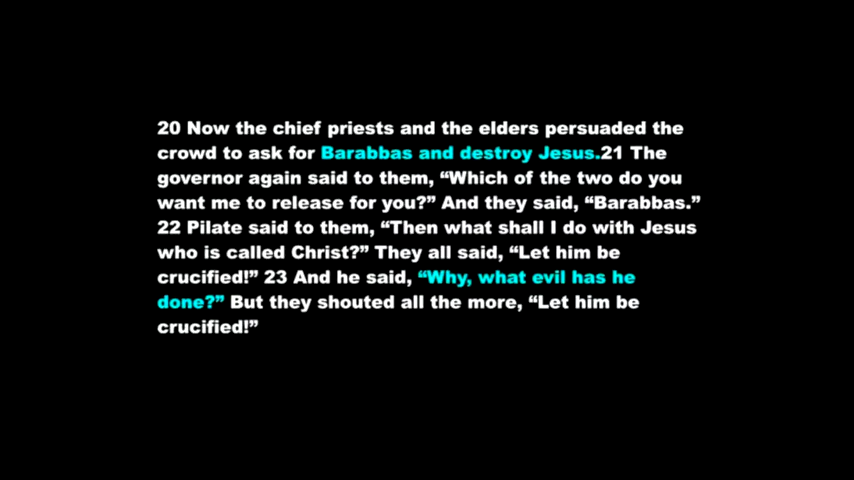 20 Now the chief priests and the elders persuaded the
crowd to ask for Barabbas and destroy Jesus.21 The
governor again said to them, “Which of the two do you
want me to release for you?” And they said, “Barabbas.”
22 Pilate said to them, “Then what shall I do with Jesus
who is called Christ?” They all said, “Let him be
crucified!” 23 And he said, “Why, what evil has he
done?” But they shouted all the more, “Let him be
crucified!”